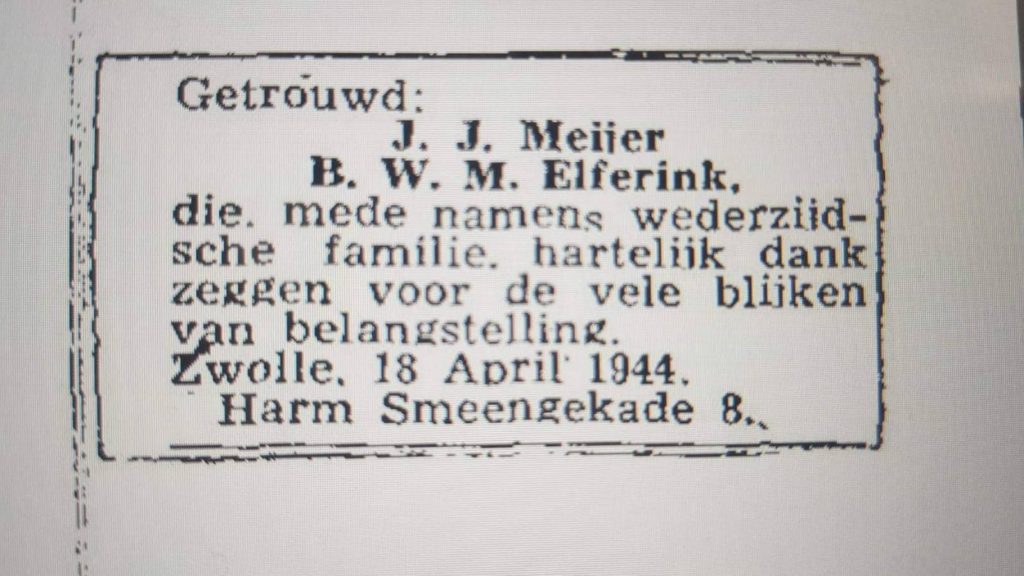 Getrouwd:
J. J. Meijer
B. W. M. Elferink,
die, mede namens wederzijd-
sche familie, hartelijk dank
zeggen voor de vele blijken
van belangstelling.
Zwolle, 18 April 1944.
Harm Smeengekade 8.